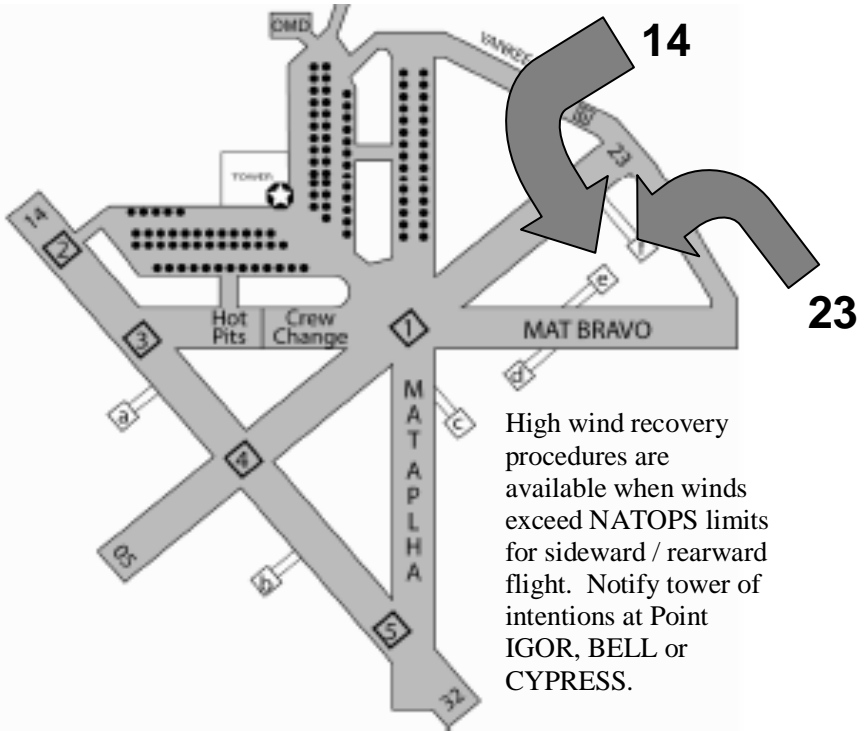 OMD
YANKEE
14
23
TOWER
14
2
f
e
23
3
Hot
Pits
Crew
Change
1
MAT BRAVO
d
a
c
M
A
T
A
P
L
H
A
4
05
b
5
32
High wind recovery
procedures are
available when winds
exceed NATOPS limits
for sideward / rearward
flight. Notify tower of
intentions at Point
IGOR, BELL or
CYPRESS.